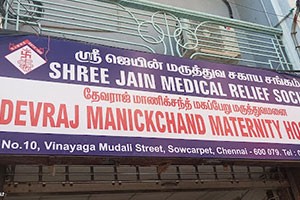 ஸ்ரீ ஜெயின் மருத்துவ சகாய சங்கம்
SHREE JAIN MEDICAL RELIEF SOC
தேவராஜ் மாணிக்சந்த் மகப்பேறு மருத்துவமனை
DEVRAJ MANICKCHAND MATERNITY HO
No.10, Vinayaga Mudali Street, Sowcarpet, Chennai - 600 079.